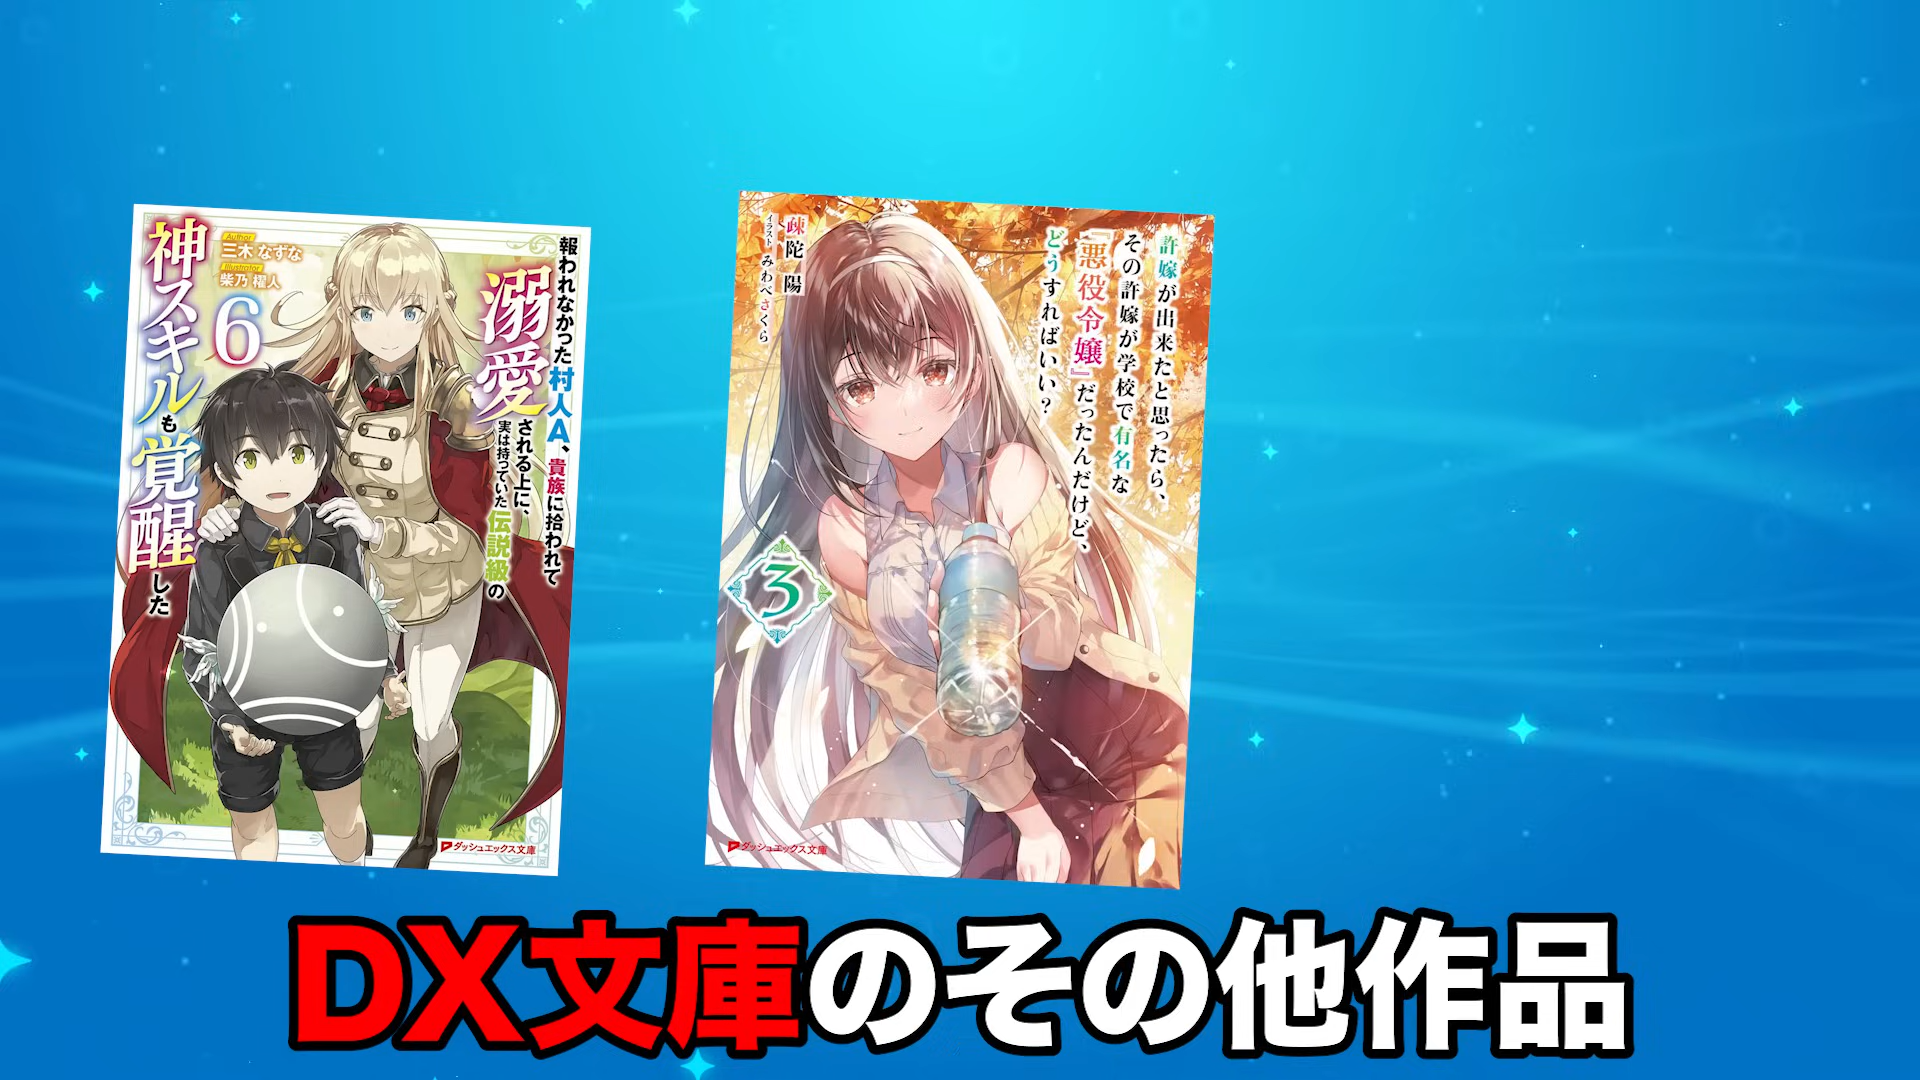 報われなかった村人A、貴族に拾われて
溺愛される上に、
実は持っていた伝説級の
神スキルも覚醒した
6
Author
三木なずな
Illustrator
柴乃 櫂人
ダッシュエックス文庫
許嫁が出来たと思ったら、
その許嫁が学校で有名な
『悪役令嬢』だったんだけど、
どうすればいい?
疎陀 陽
イラスト みわべさくら
3
ダッシュエックス文庫
DX文庫のその他作品